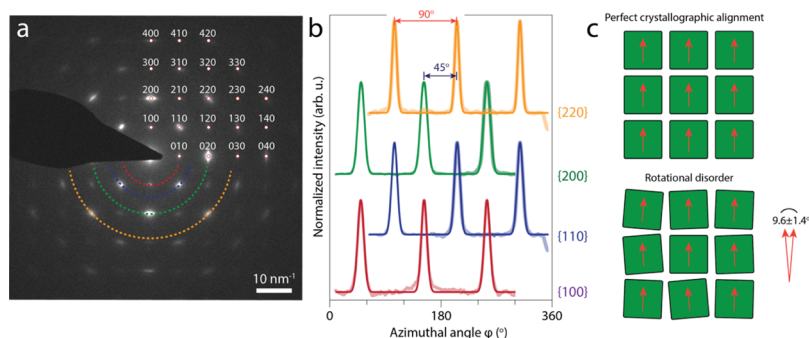 a
400 410 420
300 310 320 330
200 210 220 230 240
100 110 120 130 140
010 020 030 040
10 nm⁻¹
b
Normalized intensity (arb. u.)
90°
45°
{220}
{200}
{110}
{100}
0 120 240 360
Azimuthal angle φ (°)
c
Perfect crystallographic alignment
Rotational disorder
9.6±1.4°